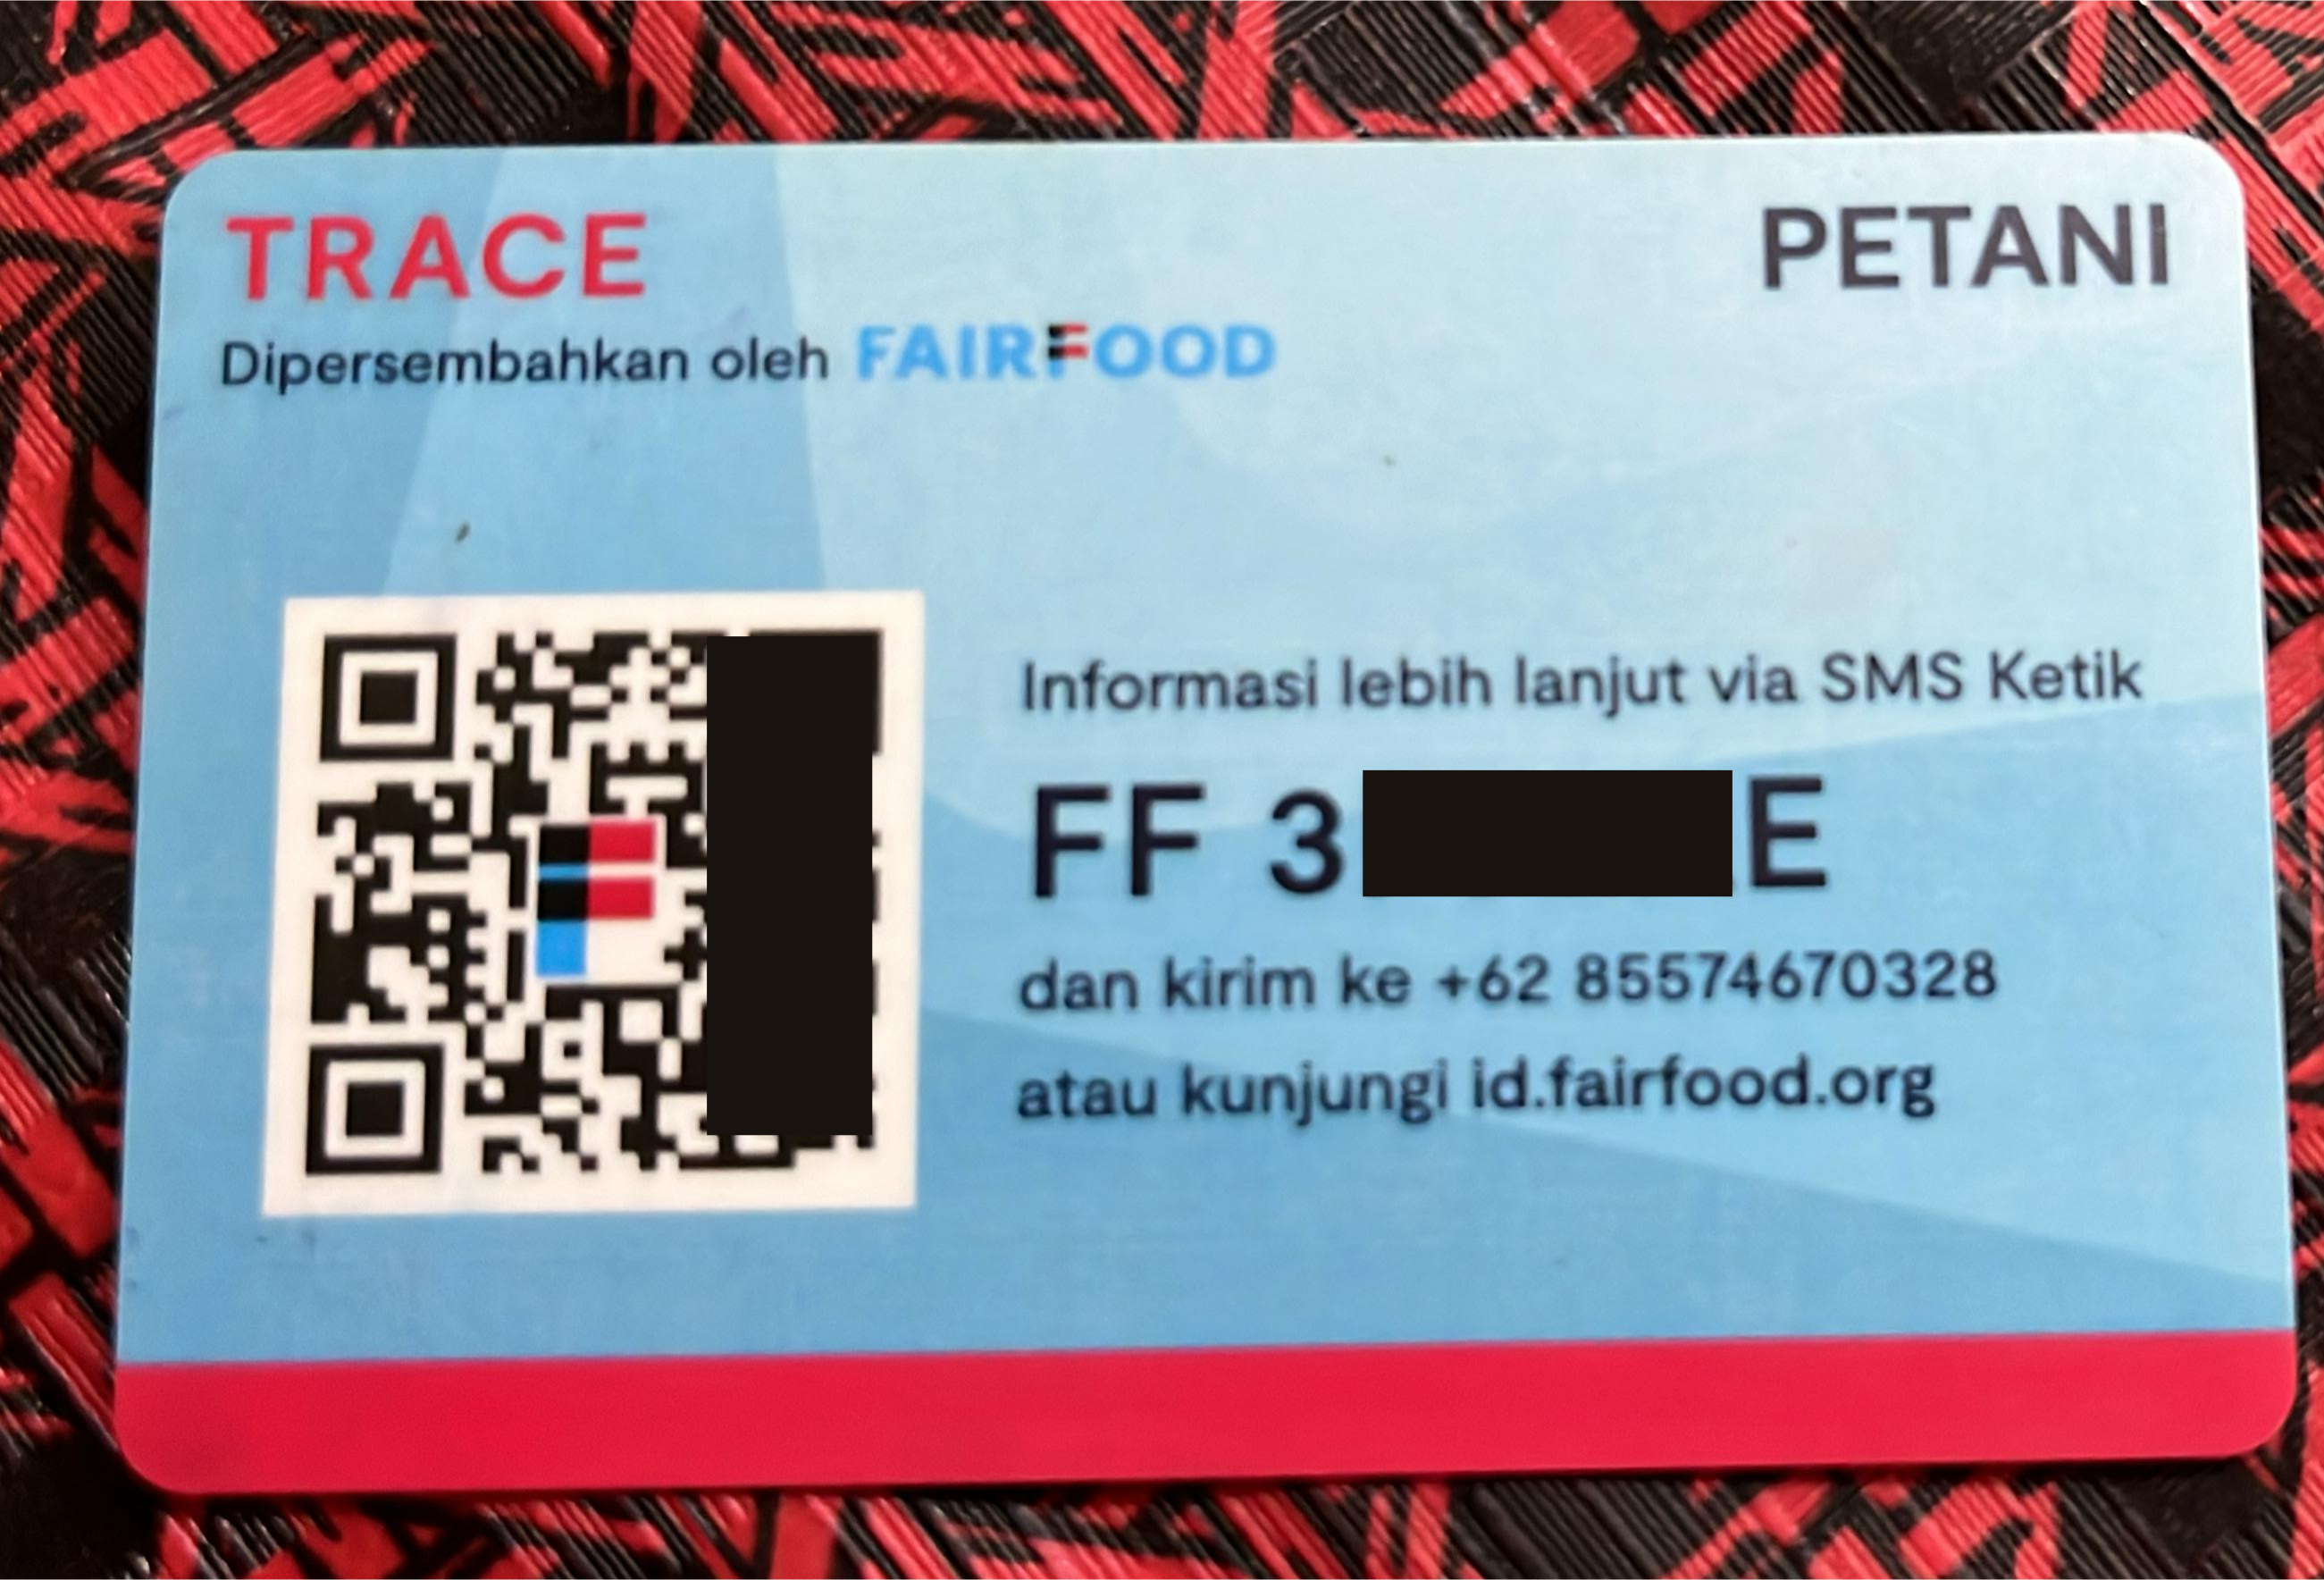 TRACE
PETANI
Dipersembahkan oleh FAIRFOOD
Informasi lebih lanjut via SMS Ketik
FF 3 E
dan kirim ke +62 85574670328
atau kunjungi id.fairfood.org